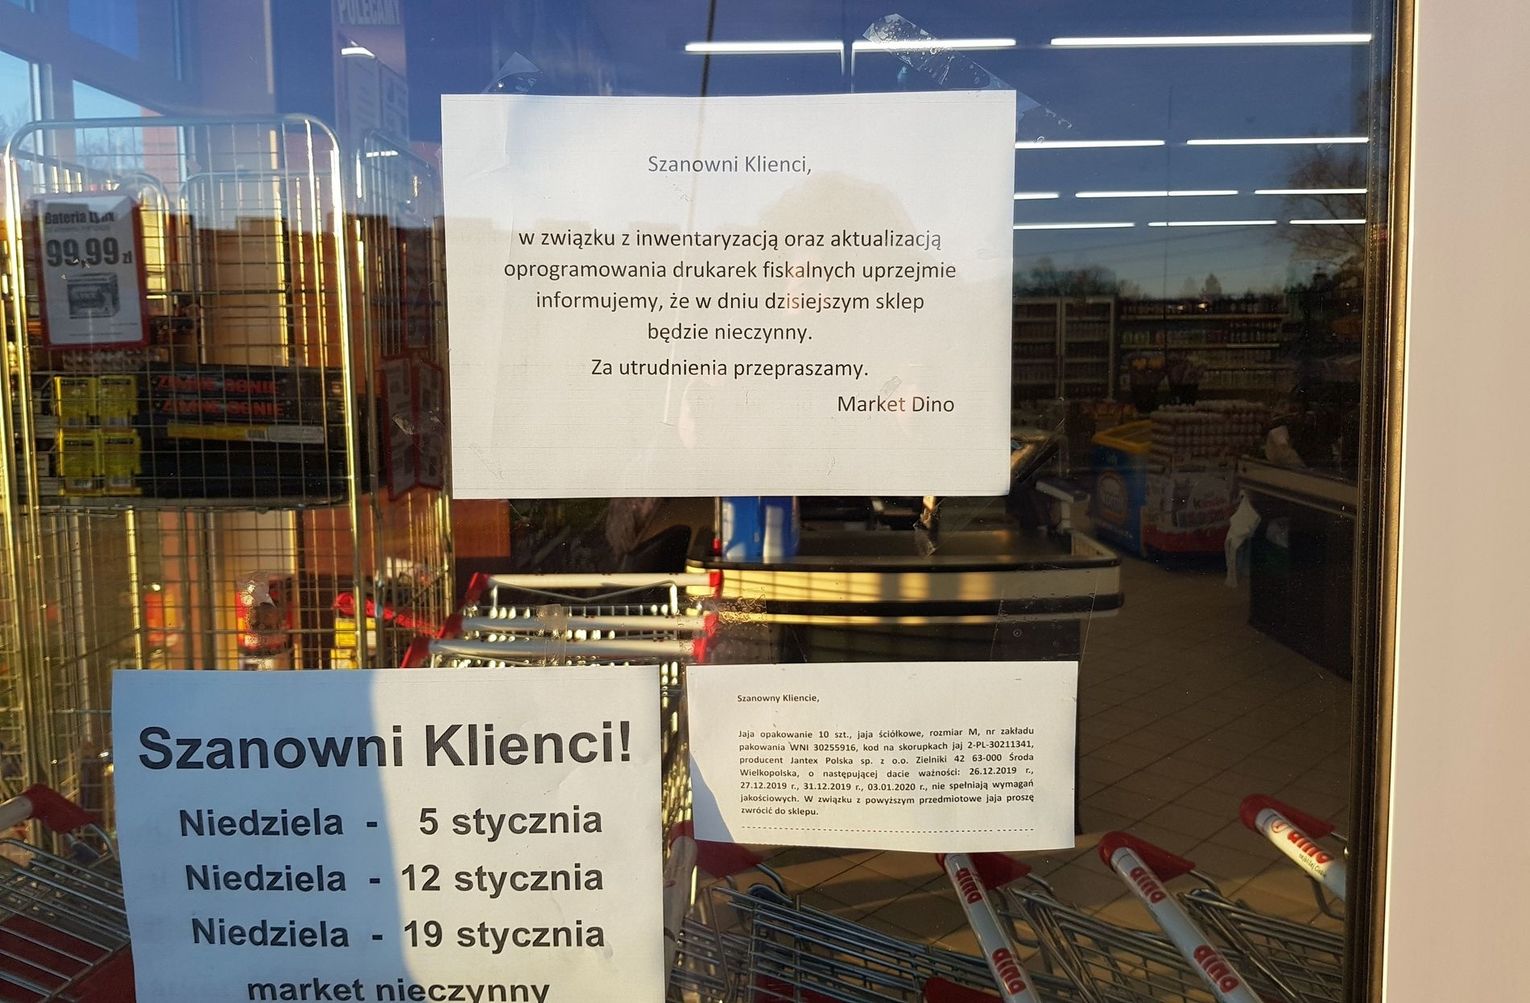 POLECAMY
Szanowni Klienci,
w związku z inwentaryzacją oraz aktualizacją
oprogramowania drukarek fiskalnych uprzejmie
informujemy, że w dniu dzisiejszym sklep
będzie nieczynny.
Za utrudnienia przepraszamy.
Market Dino
Bateria
99,99 zł
Szanowni Klienci!
Niedziela - 5 stycznia
Niedziela - 12 stycznia
Niedziela - 19 stycznia
market nieczynny
Szanowny Kliencie,
Jaja opakowanie 10 szt., jaja ściółkowe, rozmiar M, nr zakładu
pakowania WNI 30255916, kod na skorupkach jaj 2-PL-30211341,
producent Jantex Polska sp. z o.o. Zielniki 42 63-000 Środa
Wielkopolska, o następującej dacie ważności: 26.12.2019 r.,
27.12.2019 r., 31.12.2019 r., 03.01.2020 r., nie spełniają wymagań
jakościowych. W związku z powyższym przedmiotowe jaja proszę
zwrócić do sklepu.
dino
dino
dino
dino
dino